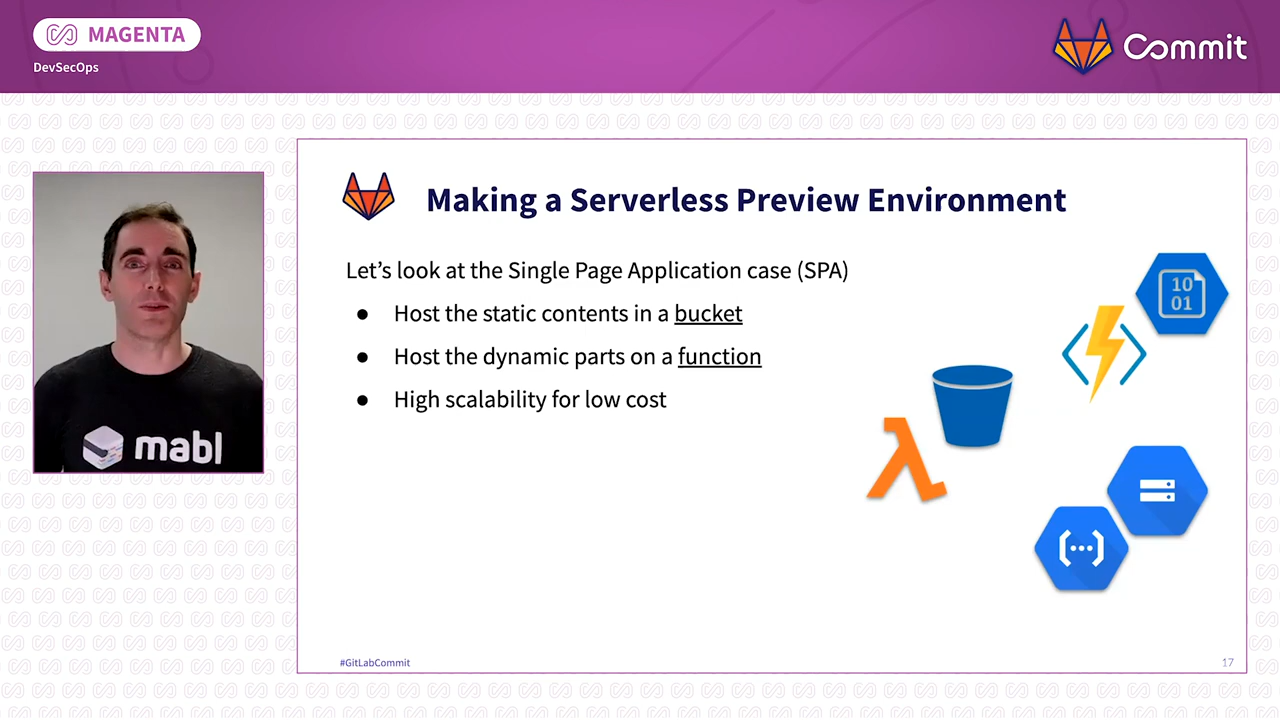 MAGENTA
DevSecOps
Commit
Making a Serverless Preview Environment
Let's look at the Single Page Application case (SPA)
● Host the static contents in a bucket
● Host the dynamic parts on a function
● High scalability for low cost
10
01
λ
mabl
#GitLabCommit
17